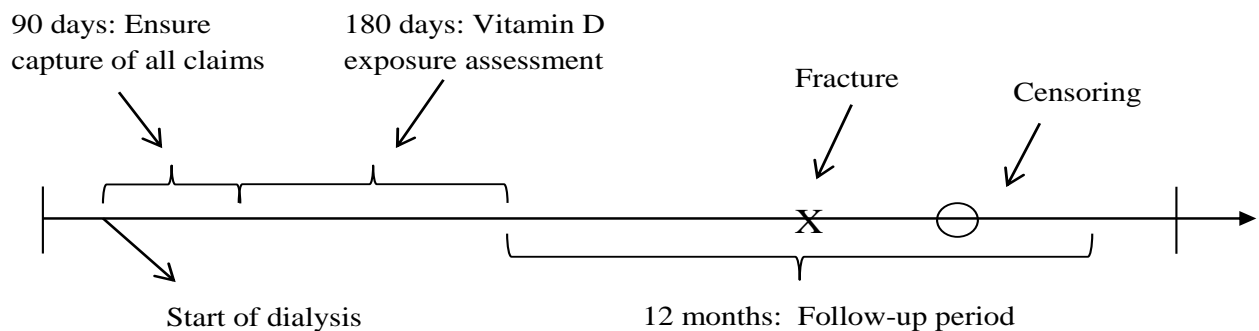 90 days: Ensure
capture of all claims
180 days: Vitamin D
exposure assessment
Fracture
Censoring
X
Start of dialysis
12 months:  Follow-up period